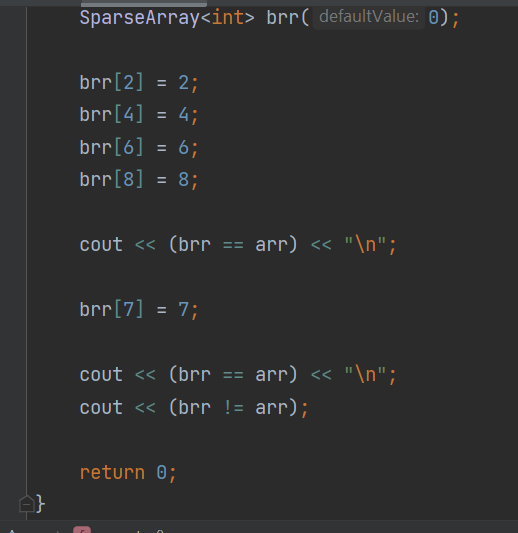 SparseArray<int> brr( defaultValue: 0);
brr[2] = 2;
brr[4] = 4;
brr[6] = 6;
brr[8] = 8;
cout << (brr == arr) << "\n";
brr[7] = 7;
cout << (brr == arr) << "\n";
cout << (brr != arr);
return 0;
}